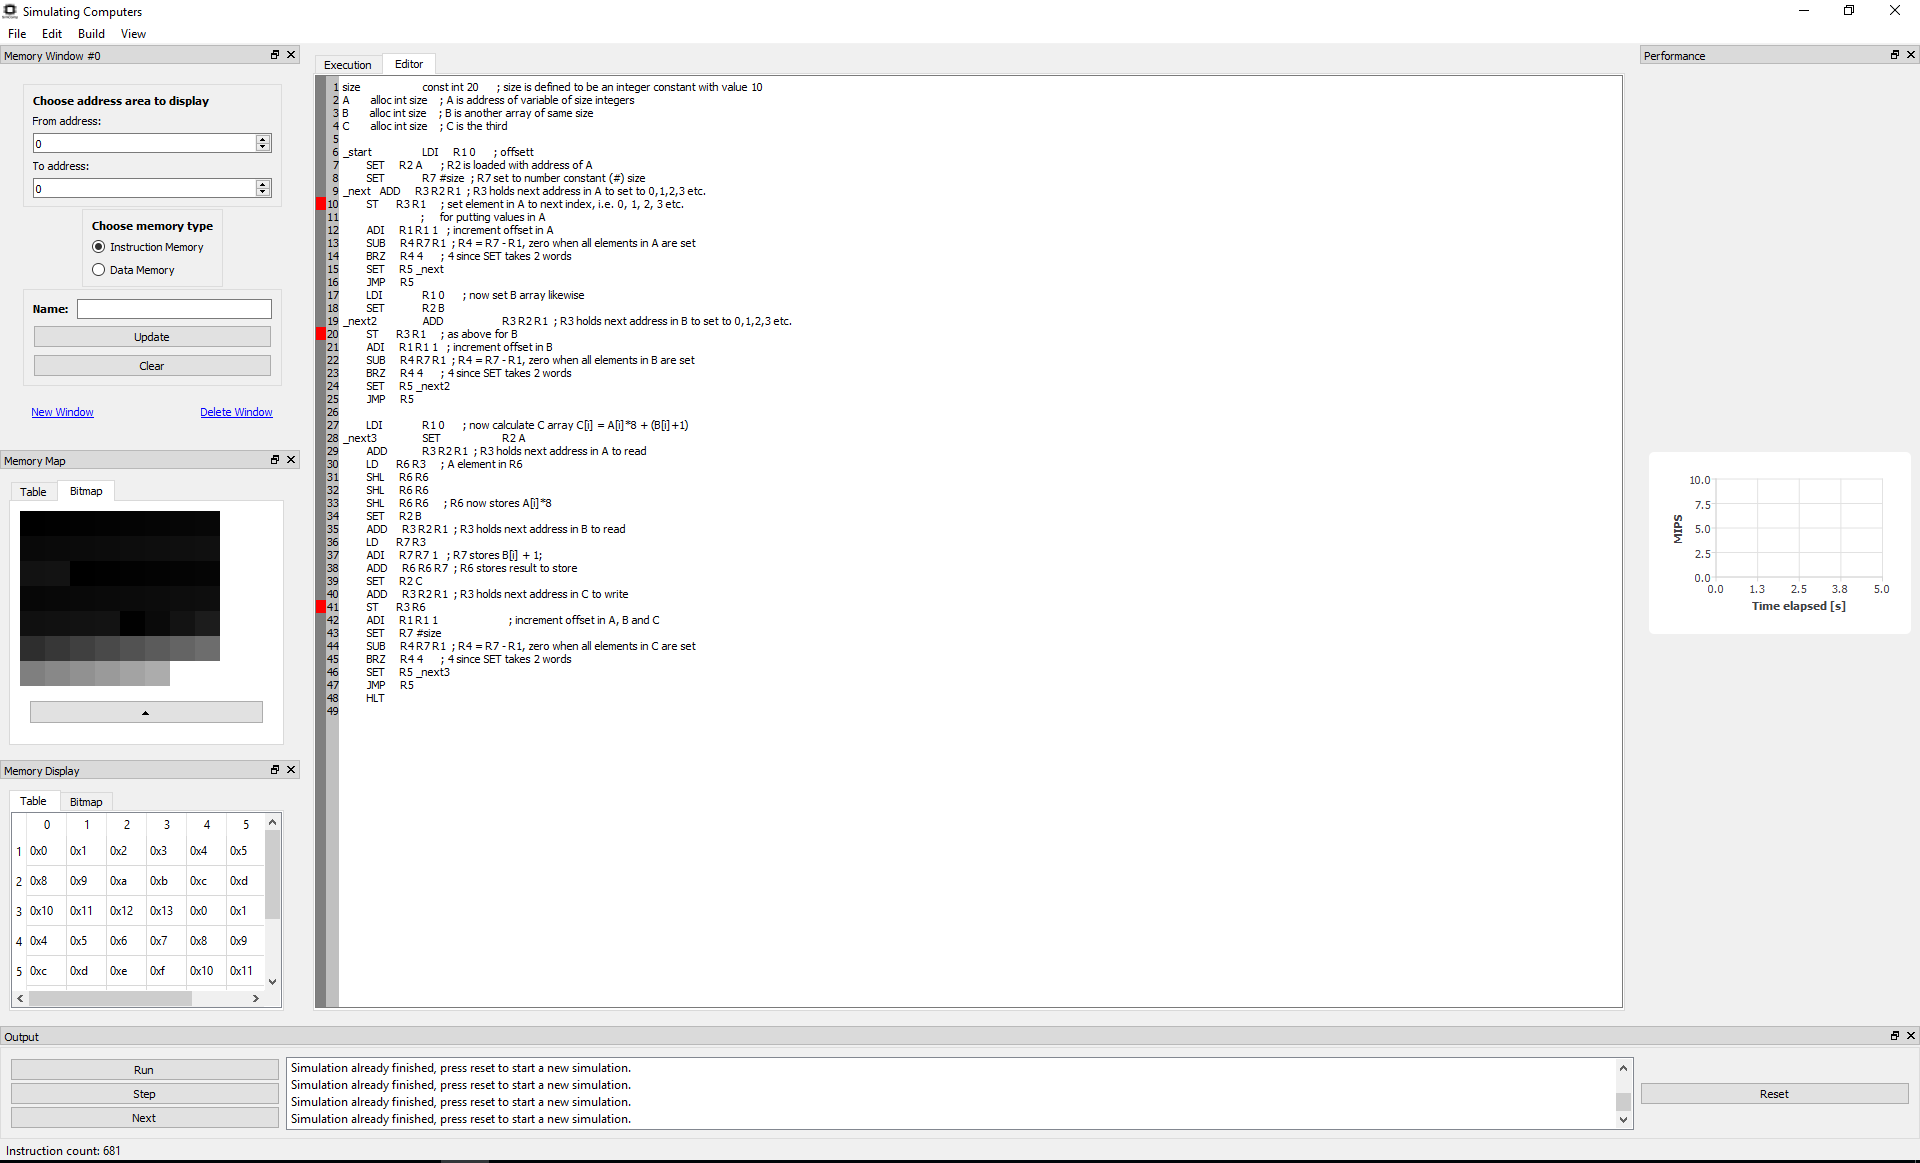 Simulating Computers
File Edit Build View
Memory Window #0
Choose address area to display
From address:
0
To address:
0
Choose memory type
Instruction Memory
Data Memory
Name:
Update
Clear
New Window Delete Window
Memory Map
Table Bitmap
Memory Display
Table Bitmap
0 1 2 3 4 5
1 0x0 0x1 0x2 0x3 0x4 0x5
2 0x8 0x9 0xa 0xb 0xc 0xd
3 0x10 0x11 0x12 0x13 0x0 0x1
4 0x4 0x5 0x6 0x7 0x8 0x9
5 0xc 0xd 0xe 0xf 0x10 0x11
Execution Editor
1 size const int 20 ; size is defined to be an integer constant with value 10
2 A alloc int size ; A is address of variable of size integers
3 B alloc int size ; B is another array of same size
4 C alloc int size ; C is the third
5
6 _start LDI R1 0 ; offsett
7 SET R2 A ; R2 is loaded with address of A
8 SET R7 #size ; R7 set to number constant (#) size
9 _next ADD R3 R2 R1 ; R3 holds next address in A to set to 0,1,2,3 etc.
10 ST R3 R1 ; set element in A to next index, i.e. 0, 1, 2, 3 etc.
11 ; for putting values in A
12 ADI R1 R1 1 ; increment offset in A
13 SUB R4 R7 R1 ; R4 = R7 - R1, zero when all elements in A are set
14 BRZ R4 4 ; 4 since SET takes 2 words
15 SET R5 _next
16 JMP R5
17 LDI R1 0 ; now set B array likewise
18 SET R2 B
19 _next2 ADD R3 R2 R1 ; R3 holds next address in B to set to 0,1,2,3 etc.
20 ST R3 R1 ; as above for B
21 ADI R1 R1 1 ; increment offset in B
22 SUB R4 R7 R1 ; R4 = R7 - R1, zero when all elements in B are set
23 BRZ R4 4 ; 4 since SET takes 2 words
24 SET R5 _next2
25 JMP R5
26
27 LDI R1 0 ; now calculate C array C[i] = A[i]*8 + (B[i]+1)
28 _next3 SET R2 A
29 ADD R3 R2 R1 ; R3 holds next address in A to read
30 LD R6 R3 ; A element in R6
31 SHL R6 R6
32 SHL R6 R6
33 SHL R6 R6 ; R6 now stores A[i]*8
34 SET R2 B
35 ADD R3 R2 R1 ; R3 holds next address in B to read
36 LD R7 R3
37 ADI R7 R7 1 ; R7 stores B[i] + 1;
38 ADD R6 R6 R7 ; R6 stores result to store
39 SET R2 C
40 ADD R3 R2 R1 ; R3 holds next address in C to write
41 ST R3 R6
42 ADI R1 R1 1 ; increment offset in A, B and C
43 SET R7 #size
44 SUB R4 R7 R1 ; R4 = R7 - R1, zero when all elements in C are set
45 BRZ R4 4 ; 4 since SET takes 2 words
46 SET R5 _next3
47 JMP R5
48 HLT
49
Performance
MIPS
10.0
7.5
5.0
2.5
0.0
0.0 1.3 2.5 3.8 5.0
Time elapsed [s]
Output
Run
Step
Next
Simulation already finished, press reset to start a new simulation.
Simulation already finished, press reset to start a new simulation.
Simulation already finished, press reset to start a new simulation.
Simulation already finished, press reset to start a new simulation.
Reset
Instruction count: 681